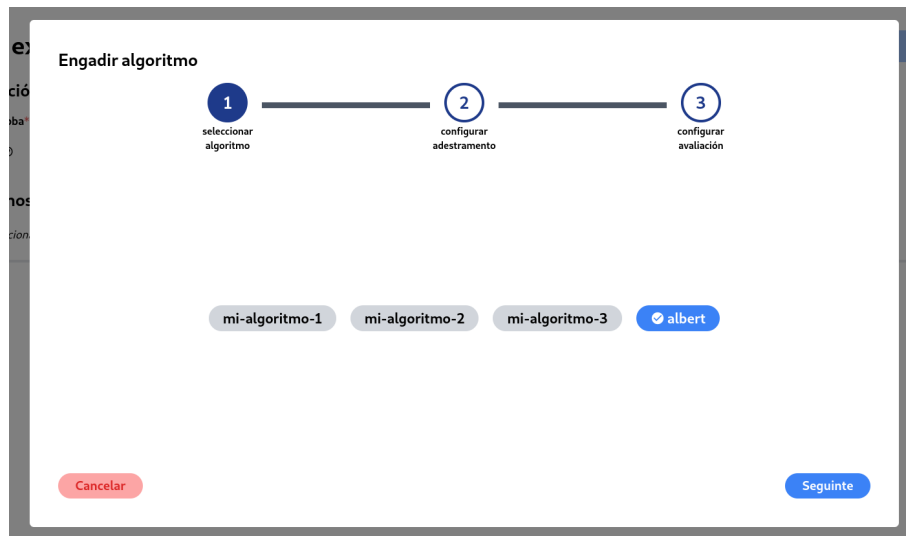 Engadir algoritmo
1
2
3
seleccionar
algoritmo
configurar
adestramento
configurar
avaliación
mi-algoritmo-1
mi-algoritmo-2
mi-algoritmo-3
albert
Cancelar
Seguinte